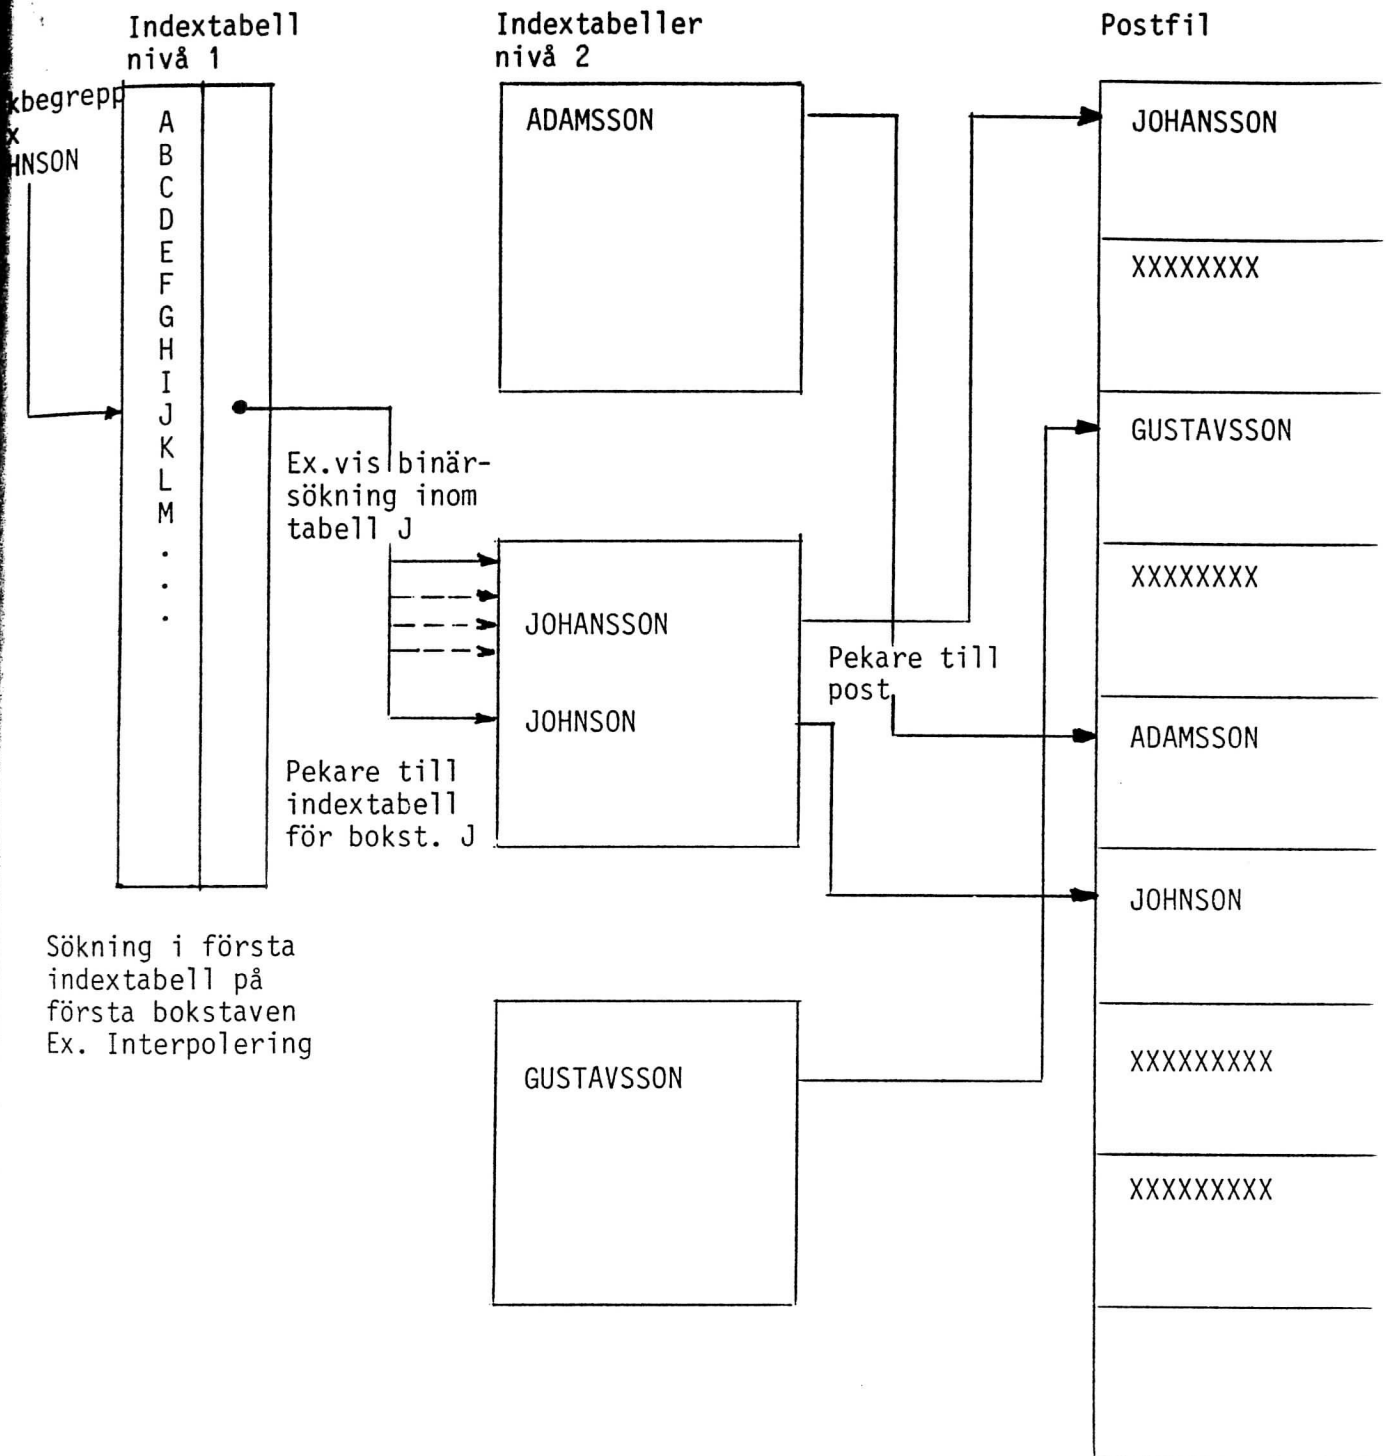 Indextabell
nivå 1
Indextabeller
nivå 2
Postfil
kbegrepp
x
HNSON
A
B
C
D
E
F
G
H
I
J
K
L
M
.
.
.
Ex.vis binär-
sökning inom
tabell J
Pekare till
indextabell
för bokst. J
Sökning i första
indextabell på
första bokstaven
Ex. Interpolering
ADAMSSON
JOHANSSON
JOHNSON
GUSTAVSSON
Pekare till
post
JOHANSSON
XXXXXXXX
GUSTAVSSON
XXXXXXXX
ADAMSSON
JOHNSON
XXXXXXXXX
XXXXXXXXX